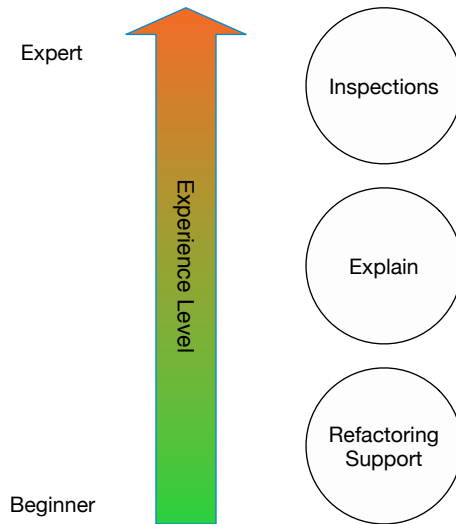 Expert
Inspections
Experience Level
Explain
Refactoring
Support
Beginner